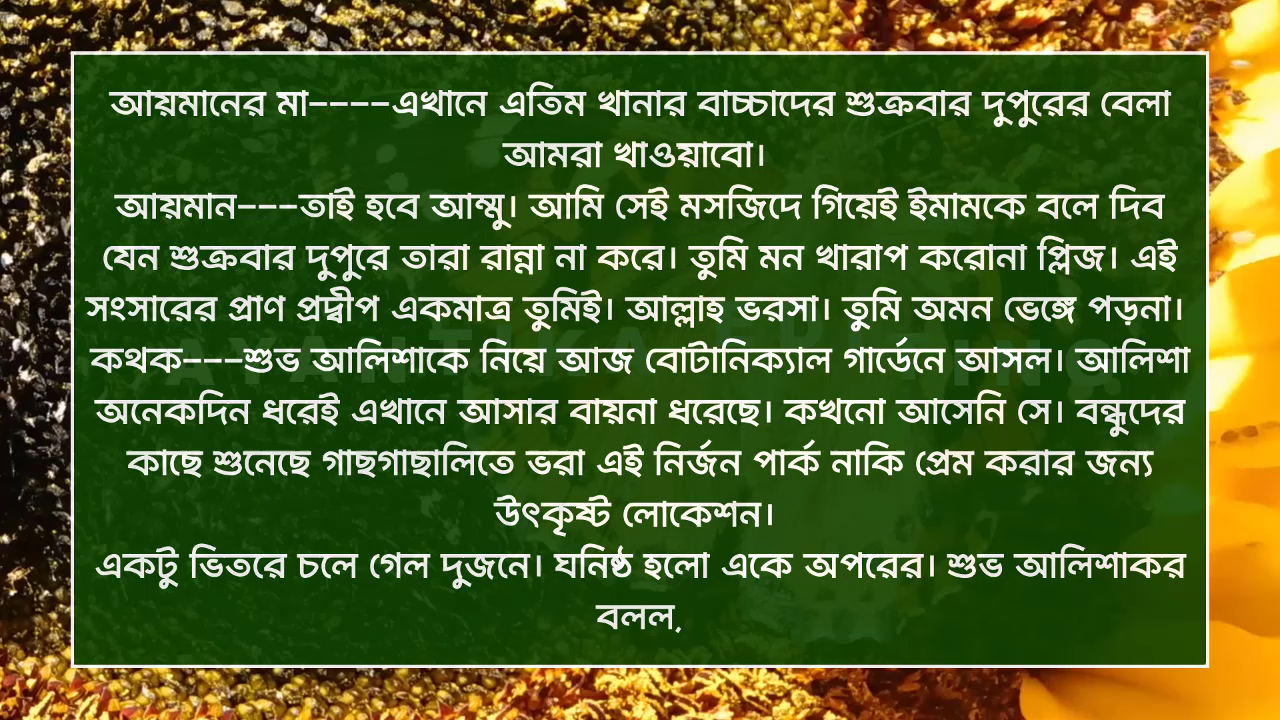 আয়মানের মা----এখানে এতিম খানার বাচ্চাদের শুক্রবার দুপুরের বেলা
আমরা খাওয়াবো।
আয়মান---তাই হবে আম্মু। আমি সেই মসজিদে গিয়েই ইমামকে বলে দিব
যেন শুক্রবার দুপুরে তারা রান্না না করে। তুমি মন খারাপ করোনা প্লিজ। এই
সংসারের প্রাণ প্রদ্বীপ একমাত্র তুমিই। আল্লাহ ভরসা। তুমি অমন ভেঙ্গে পড়না।
কথক---শুভ আলিশাকে নিয়ে আজ বোটানিক্যাল গার্ডেনে আসল। আলিশা
অনেকদিন ধরেই এখানে আসার বায়না ধরেছে। কখনো আসেনি সে। বন্ধুদের
কাছে শুনেছে গাছগাছালিতে ভরা এই নির্জন পার্ক নাকি প্রেম করার জন্য
উৎকৃষ্ট লোকেশন।
একটু ভিতরে চলে গেল দুজনে। ঘনিষ্ঠ হলো একে অপরের। শুভ আলিশাকর
বলল,